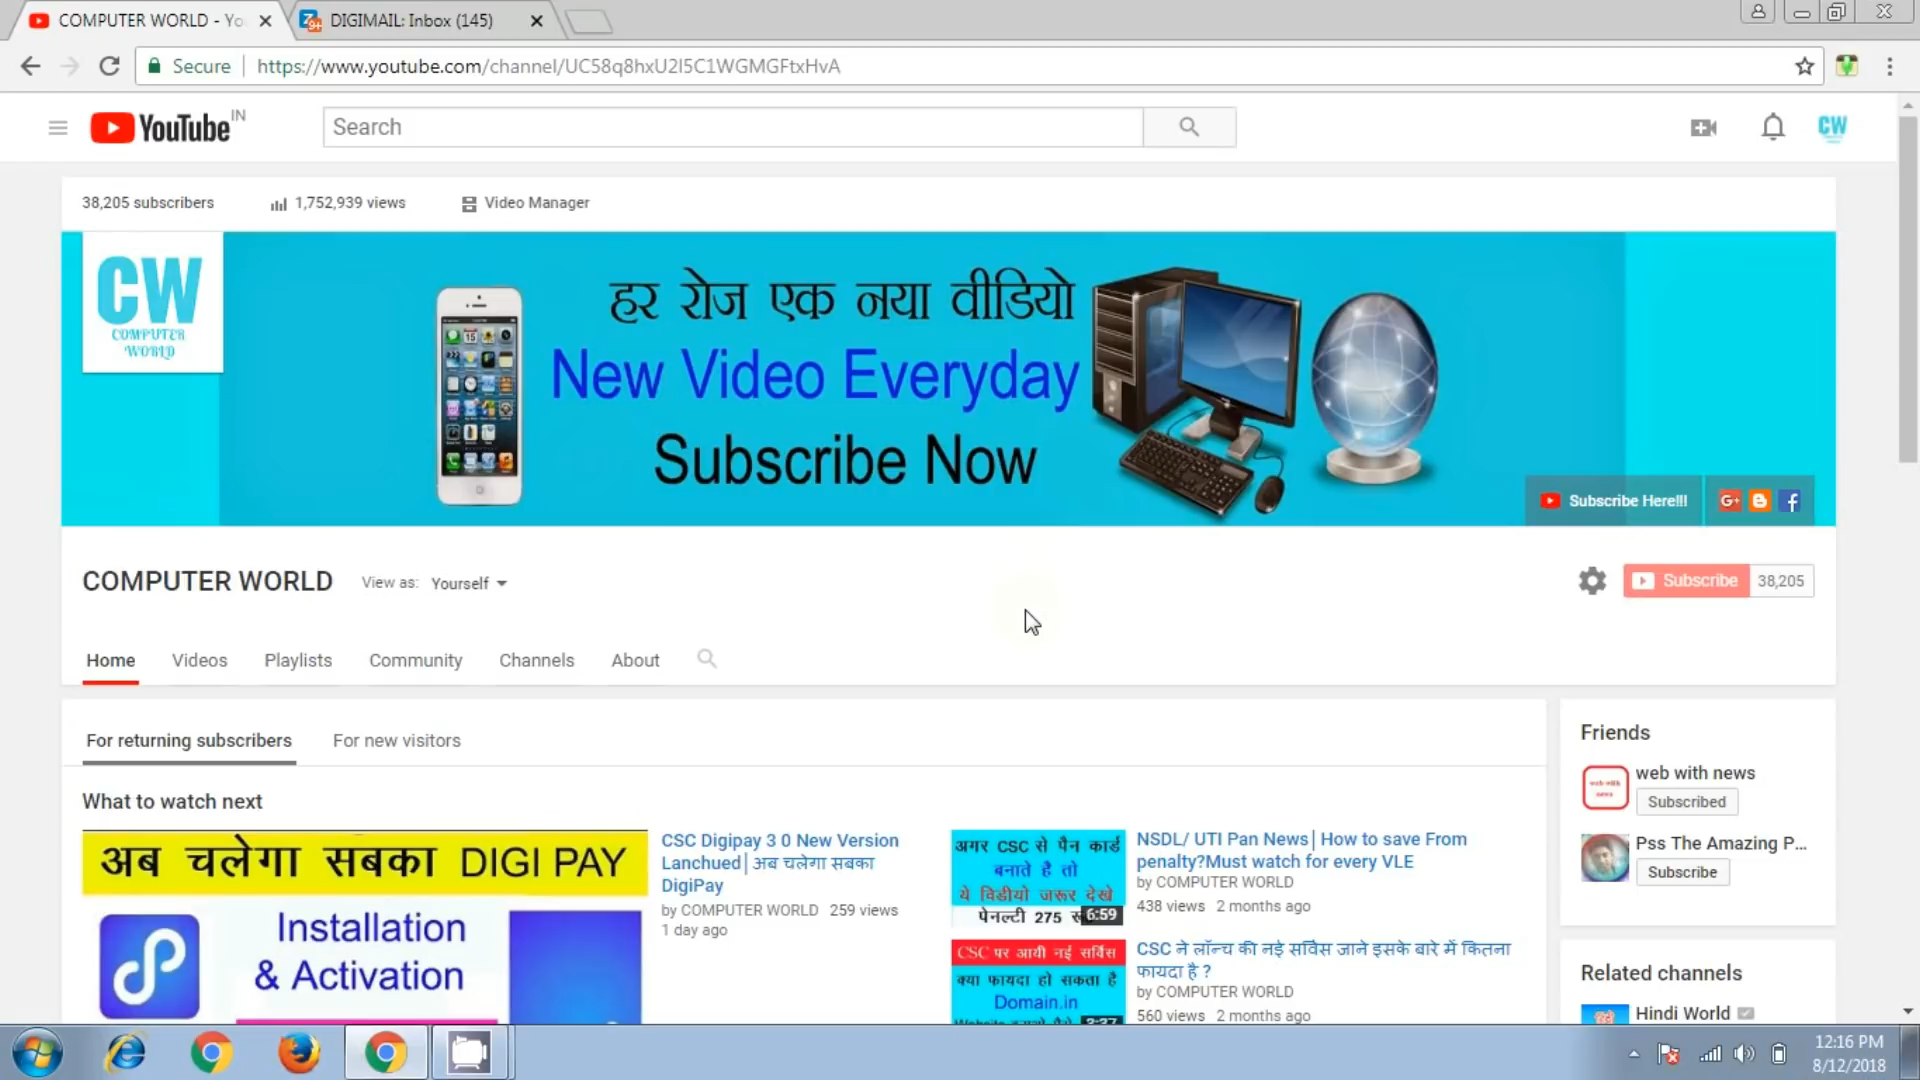 COMPUTER WORLD - Yo
DIGIMAIL: Inbox (145)
Secure
https://www.youtube.com/channel/UC58q8hxU2I5C1WGMGFtxHvA
YouTube IN
Search
CW
38,205 subscribers
1,752,939 views
Video Manager
CW
COMPUTER
WORLD
हर रोज एक नया वीडियो
New Video Everyday
Subscribe Now
Subscribe Here!!!
G+
COMPUTER WORLD
View as: Yourself
Subscribe 38,205
Home
Videos
Playlists
Community
Channels
About
For returning subscribers
For new visitors
What to watch next
अब चलेगा सबका DIGI PAY
Installation
& Activation
CSC Digipay 3 0 New Version
Lanchued| अब चलेगा सबका
DigiPay
by COMPUTER WORLD 259 views
1 day ago
अगर CSC से पैन कार्ड
बनाते है तो
ये विडीयो जरूर देखे
पेनल्टी 275
6:59
NSDL/ UTI Pan News| How to save From
penalty?Must watch for every VLE
by COMPUTER WORLD
438 views 2 months ago
CSC पर आयी नई सर्विस
क्या फायदा हो सकता है
Domain.in
CSC ने लॉन्च की नई सर्विस जाने इसके बारे में कितना
फायदा है ?
by COMPUTER WORLD
560 views 2 months ago
Friends
web with news
web with
news
Subscribed
Pss The Amazing P...
Subscribe
Related channels
Hindi World
12:16 PM
8/12/2018